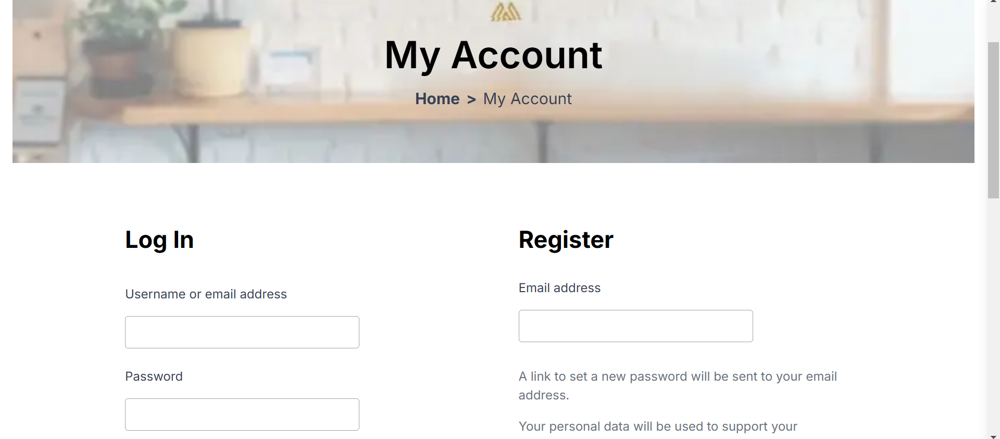 My Account
Home > My Account
Log In
Username or email address
Password
Register
Email address
A link to set a new password will be sent to your email
address.
Your personal data will be used to support your